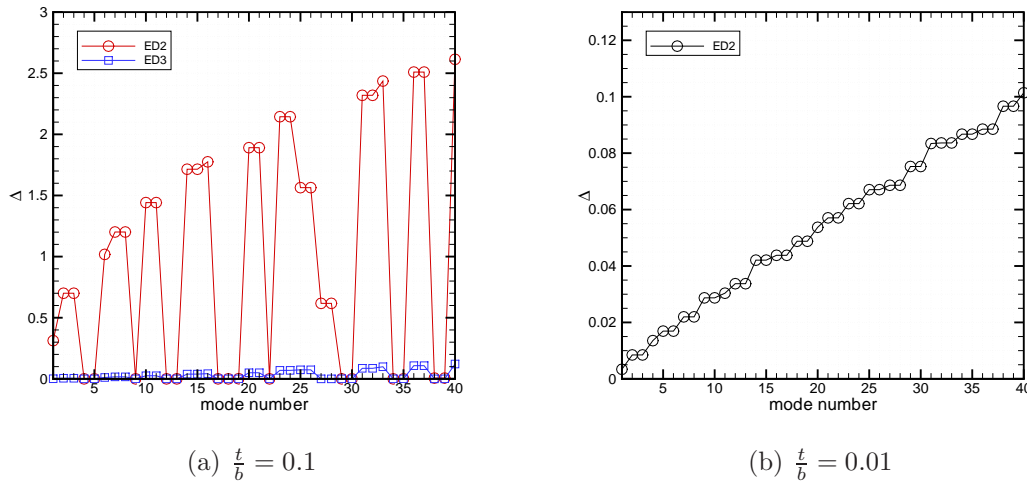 3
2.5
2
1.5
1
0.5
0
Δ
ED2
ED3
5 10 15 20 25 30 35 40
mode number
(a) t/b = 0.1
0.12
0.1
0.08
0.06
0.04
0.02
0
Δ
ED2
5 10 15 20 25 30 35 40
mode number
(b) t/b = 0.01